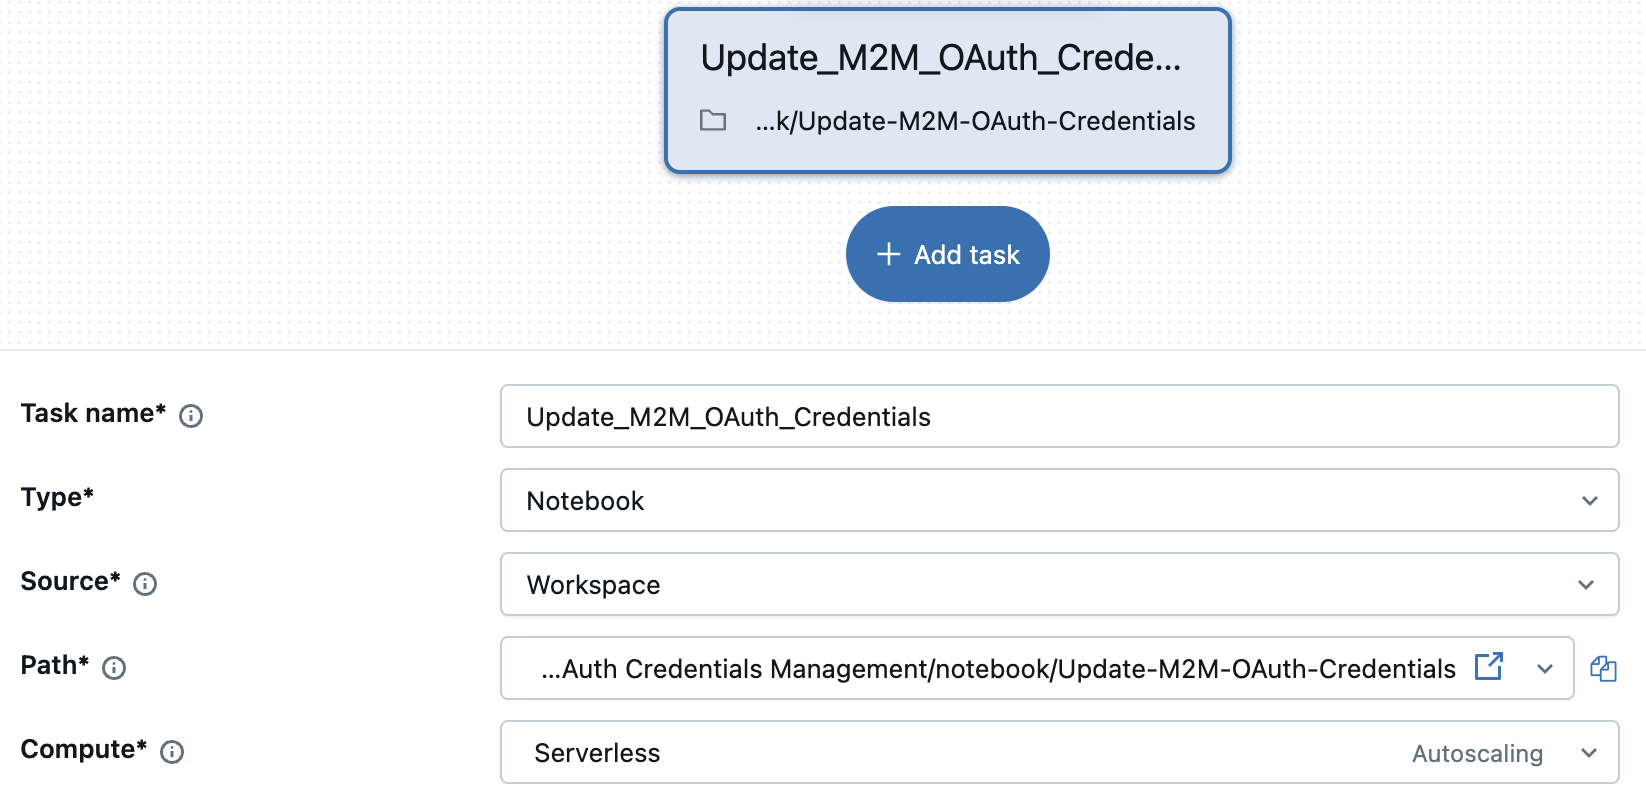 Update_M2M_OAuth_Crede...
...k/Update-M2M-OAuth-Credentials
+ Add task
Task name*
Update_M2M_OAuth_Credentials
Type*
Notebook
Source*
Workspace
Path*
...Auth Credentials Management/notebook/Update-M2M-OAuth-Credentials
Compute*
Serverless Autoscaling